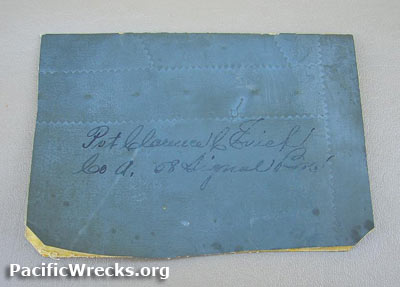 Pvt Clarence C
Co A. 58 Signal Bn.
PacificWrecks.org